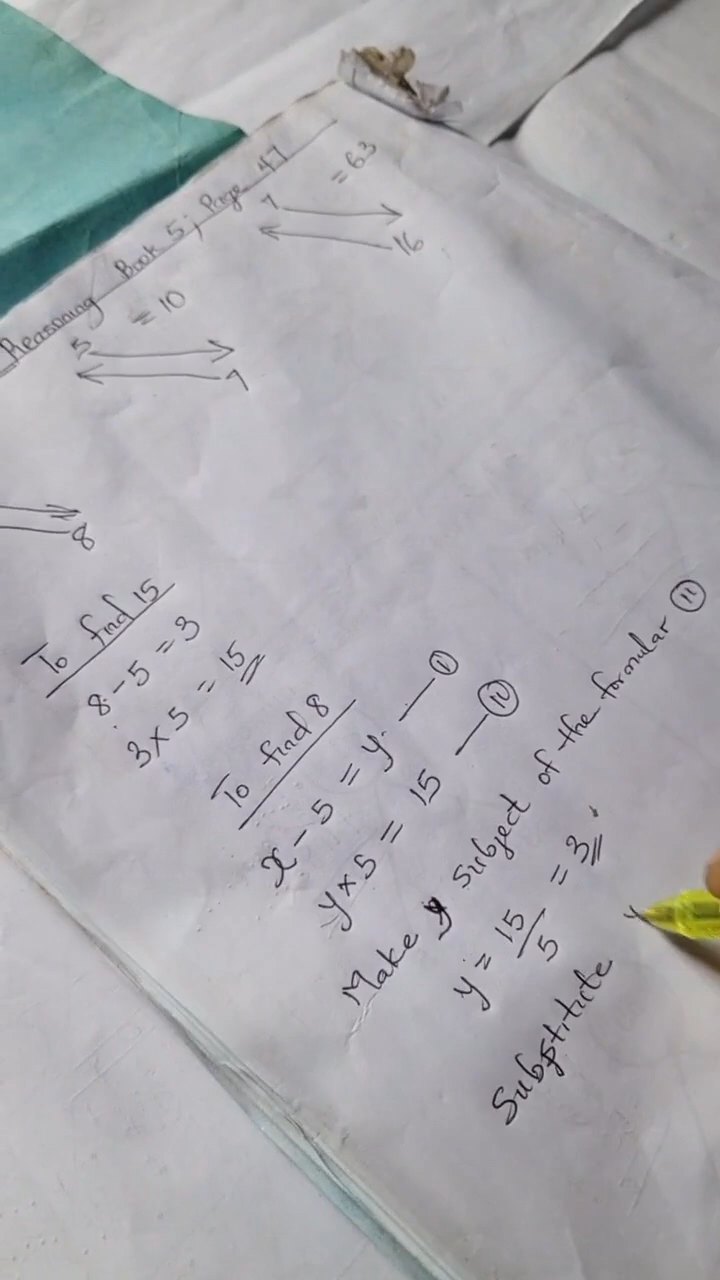 Reasoning Book 5; Page 47
5 = 10
7
7 = 63
16
8
To find 15
8 - 5 = 3
3 x 5 = 15
To find 8
x - 5 = y. — (i)
y x 5 = 15 — (ii)
Make y subject of the formular (ii)
y = 15/5 = 3
Substitute y